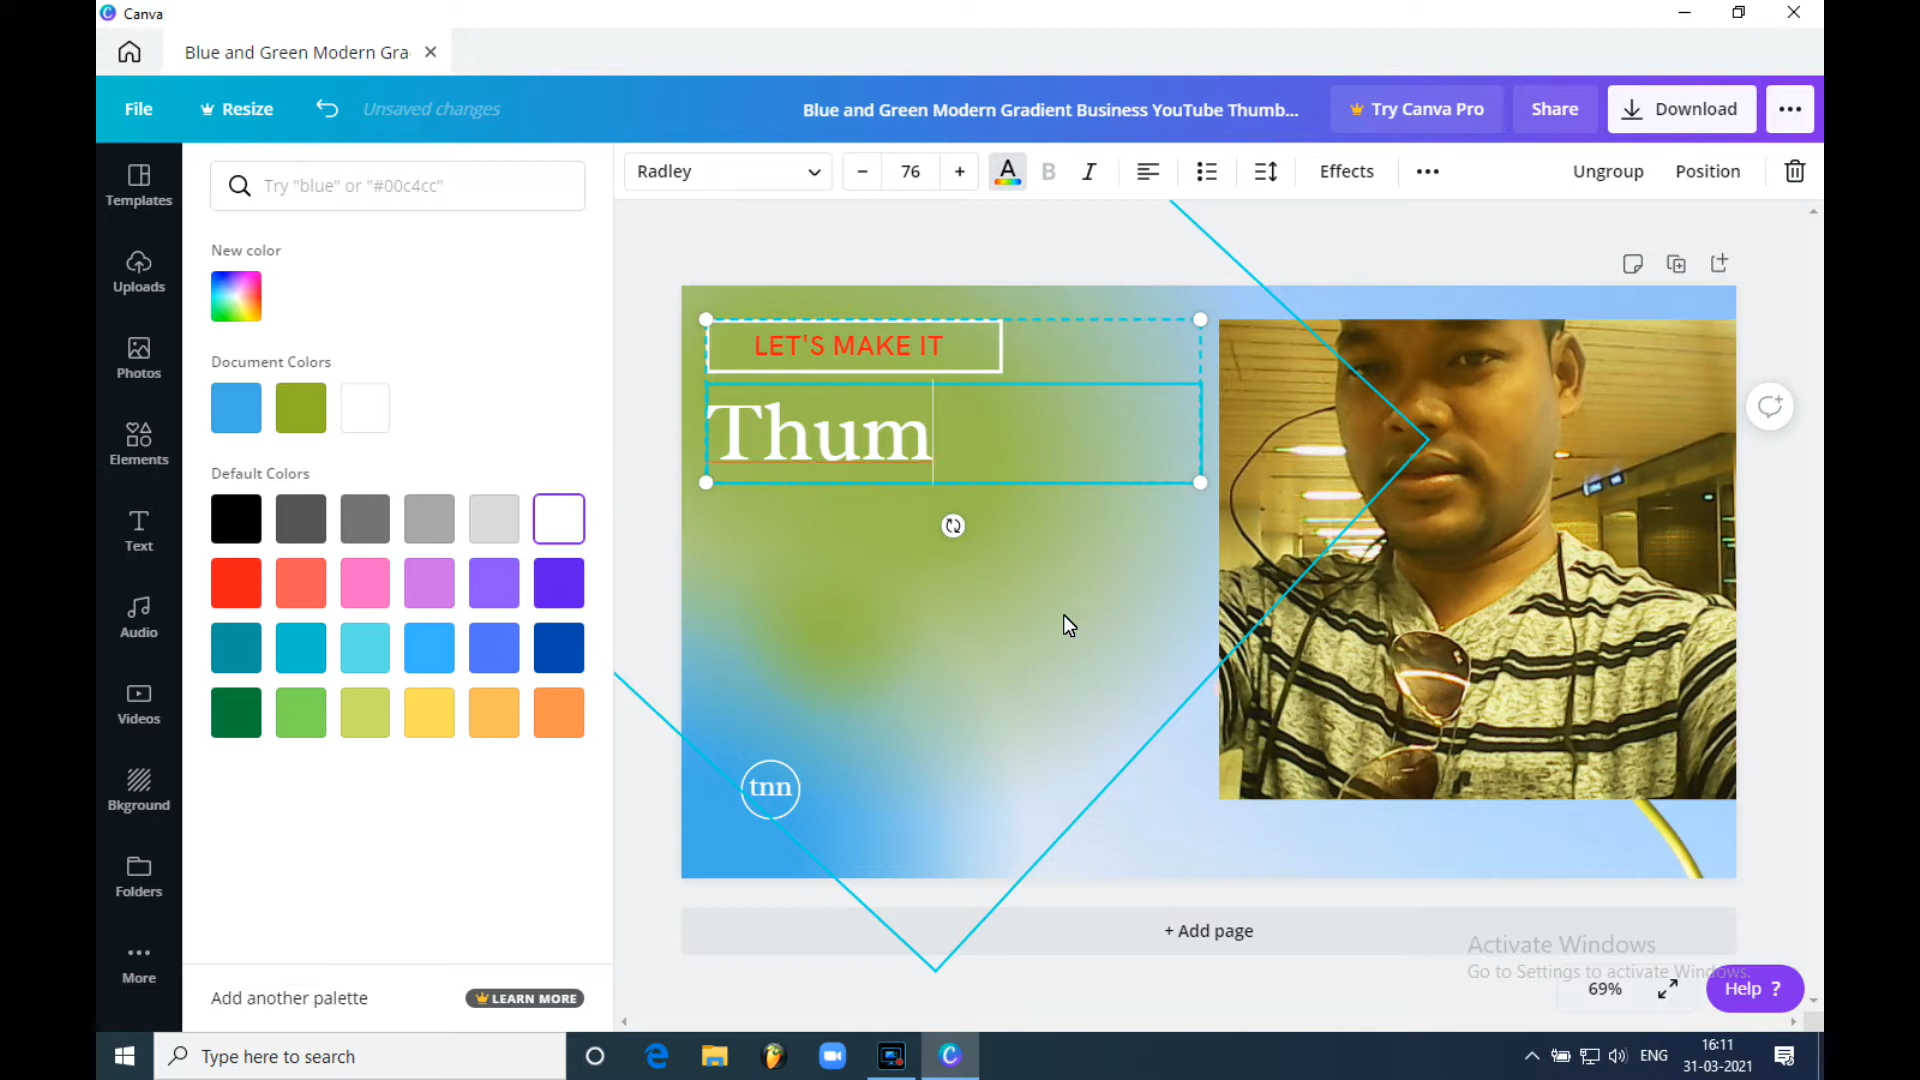 Canva
Blue and Green Modern Gra
File
Resize
Unsaved changes
Blue and Green Modern Gradient Business YouTube Thumb...
Try Canva Pro
Share
Download
Templates
Uploads
Photos
Elements
Text
Audio
Videos
Bkground
Folders
More
Try "blue" or "#00c4cc"
New color
Document Colors
Default Colors
Add another palette
LEARN MORE
Radley
76
A
B
I
Effects
Ungroup
Position
LET'S MAKE IT
Thum
tnn
+ Add page
Activate Windows
Go to Settings to activate Windows.
69%
Help ?
Type here to search
ENG
16:11
31-03-2021